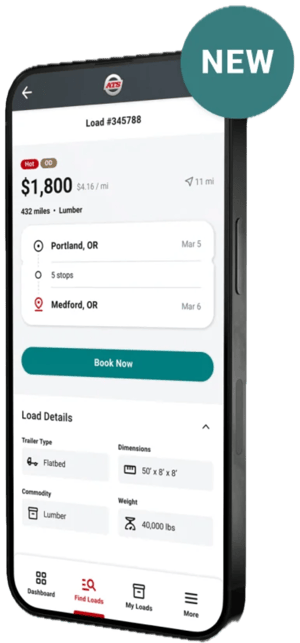 NEW
ATS
Load #345788
Hot OD
$1,800 $4.16 / mi 11 mi
432 miles • Lumber
Portland, OR Mar 5
5 stops
Medford, OR Mar 6
Book Now
Load Details
Trailer Type Dimensions
Flatbed 50' x 8' x 8'
Commodity Weight
Lumber 40,000 lbs
Dashboard Find Loads My Loads More